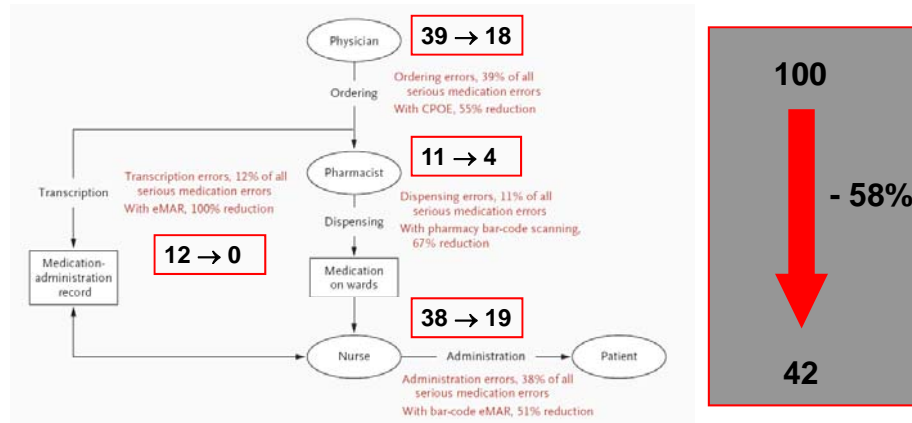 Physician
39 → 18
Ordering
Ordering errors, 39% of all
serious medication errors
With CPOE, 55% reduction
Pharmacist
11 → 4
Transcription
Transcription errors, 12% of all
serious medication errors
With eMAR, 100% reduction
12 → 0
Dispensing
Dispensing errors, 11% of all
serious medication errors
With pharmacy bar-code scanning,
67% reduction
Medication-
administration
record
Medication
on wards
38 → 19
Nurse
Administration
Patient
Administration errors, 38% of all
serious medication errors
With bar-code eMAR, 51% reduction
100
- 58%
42